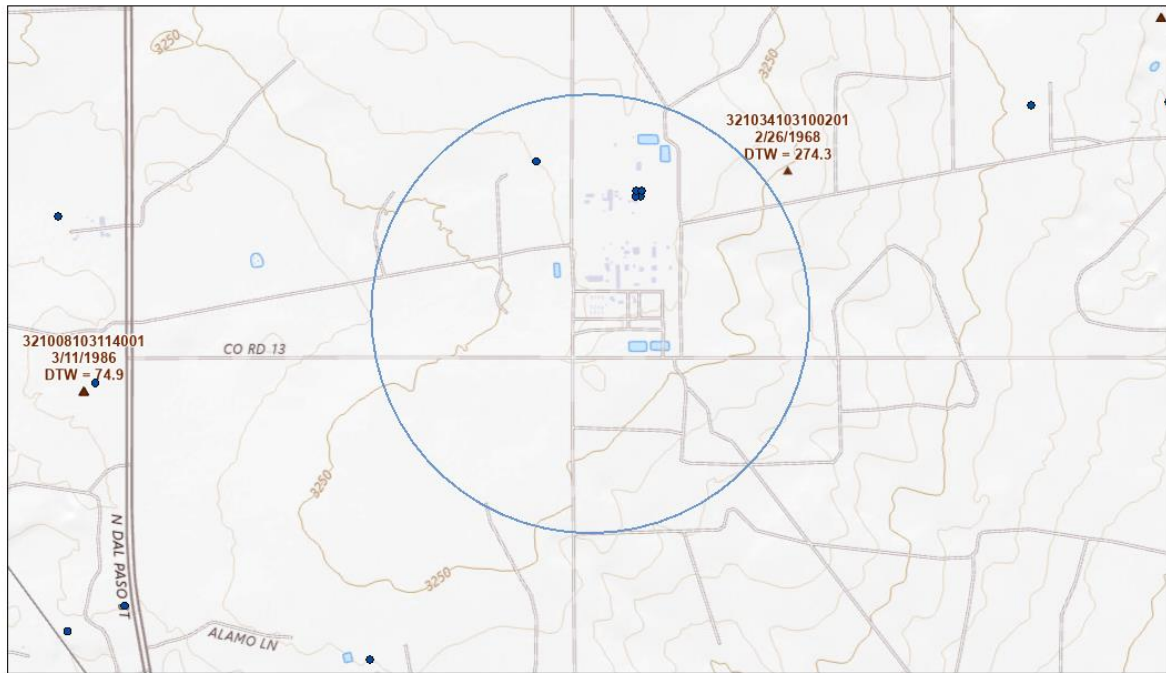 3250
3250
321034103100201
2/26/1968
DTW = 274.3
321008103114001
3/11/1986
DTW = 74.9
CO RD 13
3250
N DAL PASO T
3250
ALAMO LN